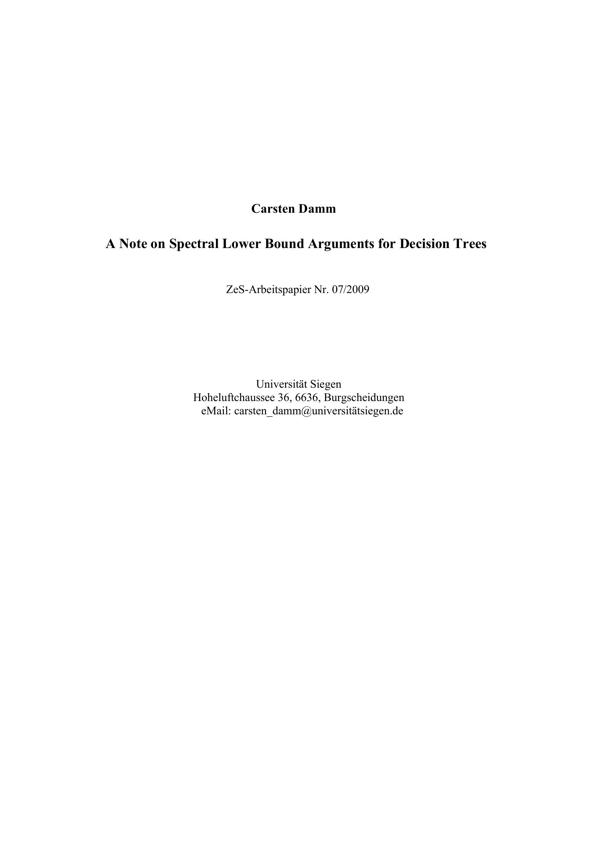 Carsten Damm
A Note on Spectral Lower Bound Arguments for Decision Trees
ZeS-Arbeitspapier Nr. 07/2009
Universität Siegen
Hoheluftchaussee 36, 6636, Burgscheidungen
eMail: carsten_damm@universitätsiegen.de